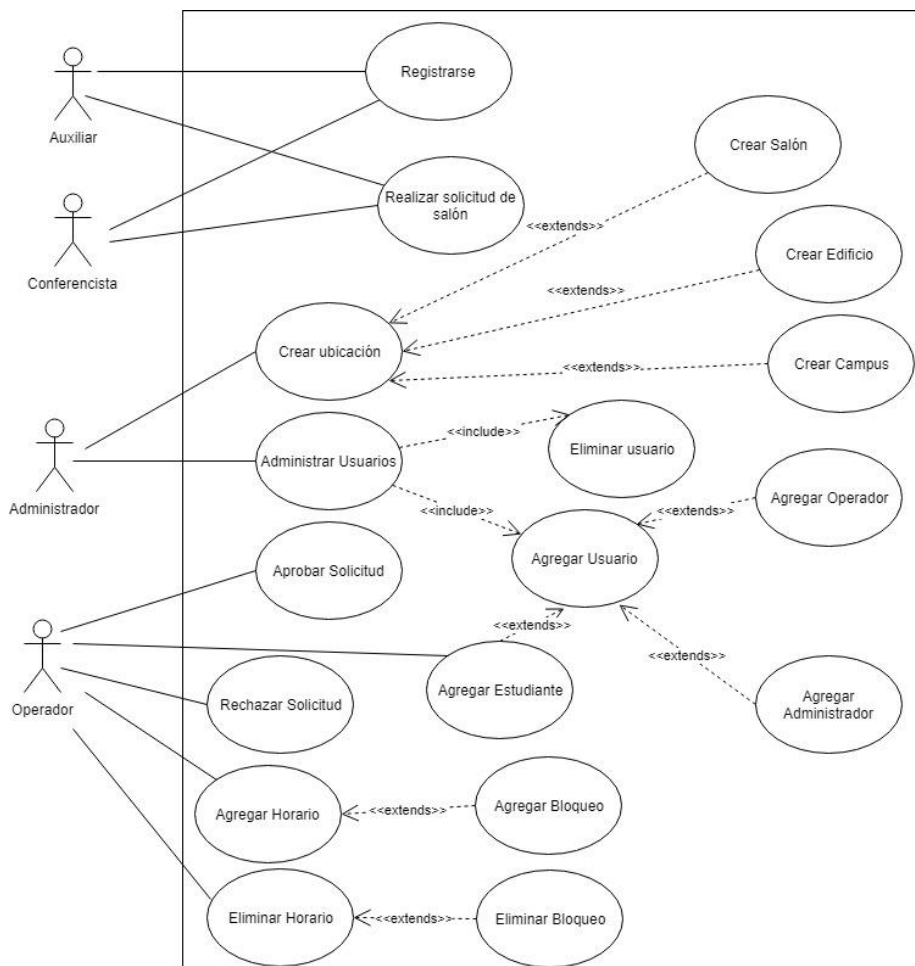 Registrarse
Auxiliar
Crear Salón
Realizar solicitud de
salón
<<extends>>
Conferencista
Crear Edificio
<<extends>>
Crear ubicación
<<extends>>
Crear Campus
<<include>>
Eliminar usuario
Administrar Usuarios
Administrador
<<include>>
<<extends>>
Agregar Operador
Aprobar Solicitud
Agregar Usuario
<<extends>>
<<extends>>
Operador
Rechazar Solicitud
Agregar Estudiante
Agregar
Administrador
Agregar Horario
<<extends>>
Agregar Bloqueo
Eliminar Horario
<<extends>>
Eliminar Bloqueo